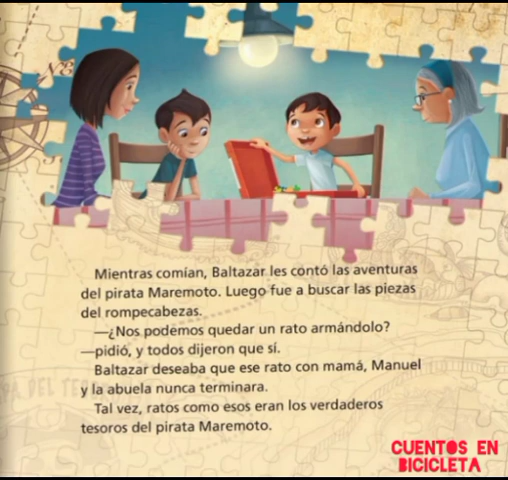 Mientras comían, Baltazar les contó las aventuras
del pirata Maremoto. Luego fue a buscar las piezas
del rompecabezas.
—¿Nos podemos quedar un rato armándolo?
—pidió, y todos dijeron que sí.
Baltazar deseaba que ese rato con mamá, Manuel
y la abuela nunca terminara.
Tal vez, ratos como esos eran los verdaderos
tesoros del pirata Maremoto.
CUENTOS EN
BICICLETA